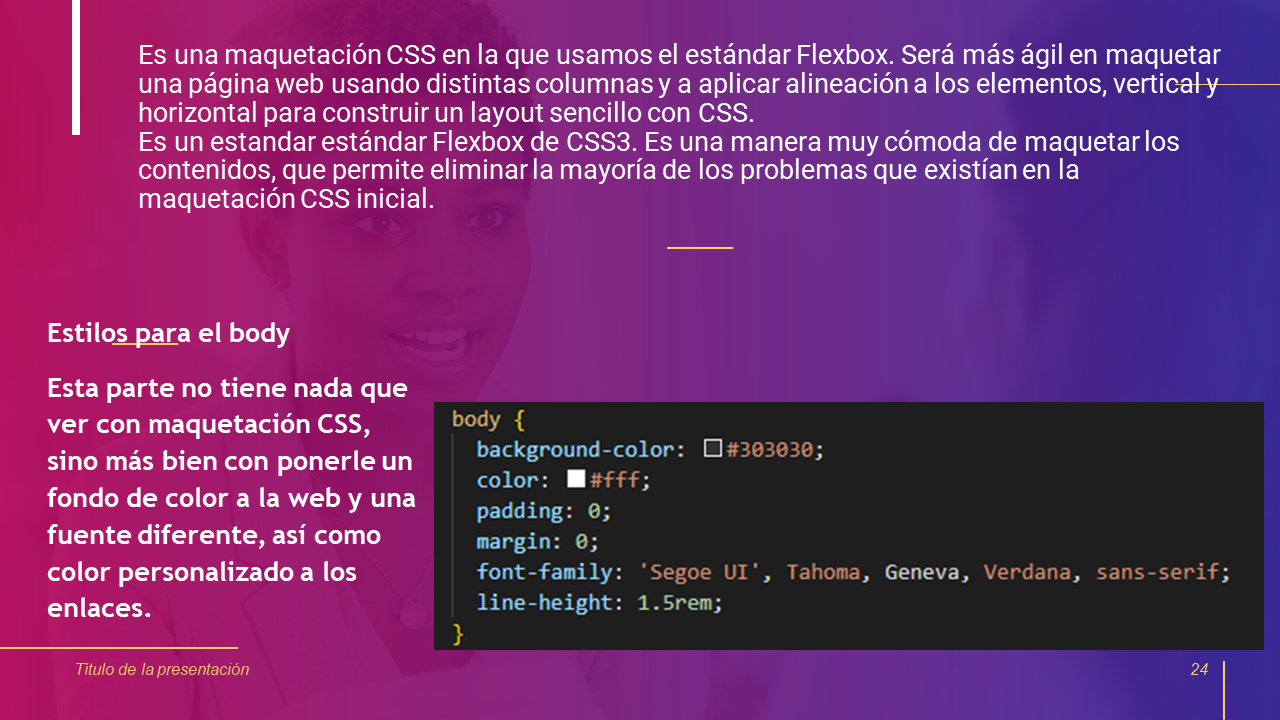 Es una maquetación CSS en la que usamos el estándar Flexbox. Será más ágil en maquetar
una página web usando distintas columnas y a aplicar alineación a los elementos, vertical y
horizontal para construir un layout sencillo con CSS.
Es un estandar estándar Flexbox de CSS3. Es una manera muy cómoda de maquetar los
contenidos, que permite eliminar la mayoría de los problemas que existían en la
maquetación CSS inicial.
Estilos para el body
Esta parte no tiene nada que
ver con maquetación CSS,
sino más bien con ponerle un
fondo de color a la web y una
fuente diferente, así como
color personalizado a los
enlaces.
body {
background-color: #303030;
color: #fff;
padding: 0;
margin: 0;
font-family: 'Segoe UI', Tahoma, Geneva, Verdana, sans-serif;
line-height: 1.5rem;
}
Título de la presentación
24